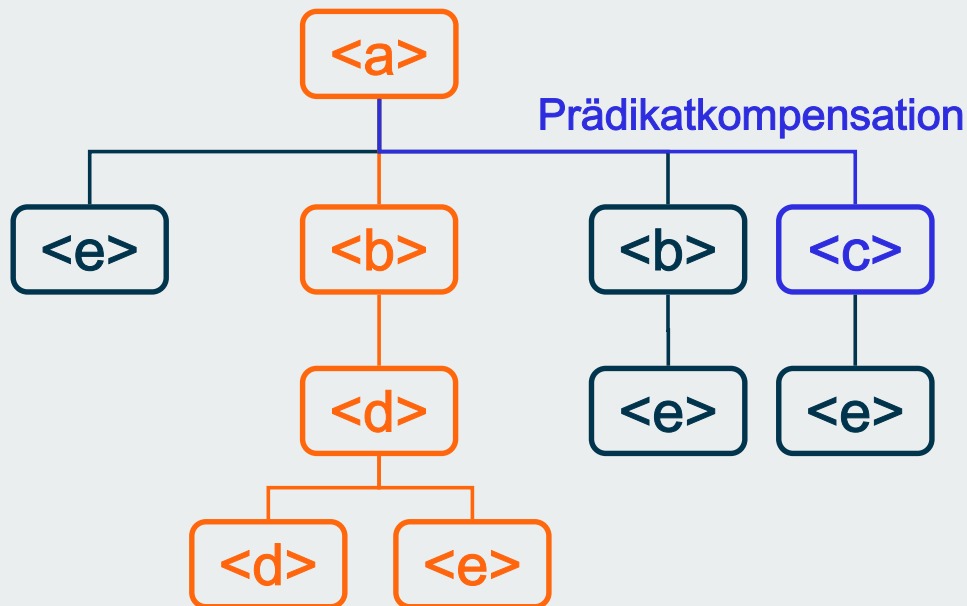 <a>
Prädikatkompensation
<e>
<b>
<b>
<c>
<d>
<e>
<e>
<d>
<e>